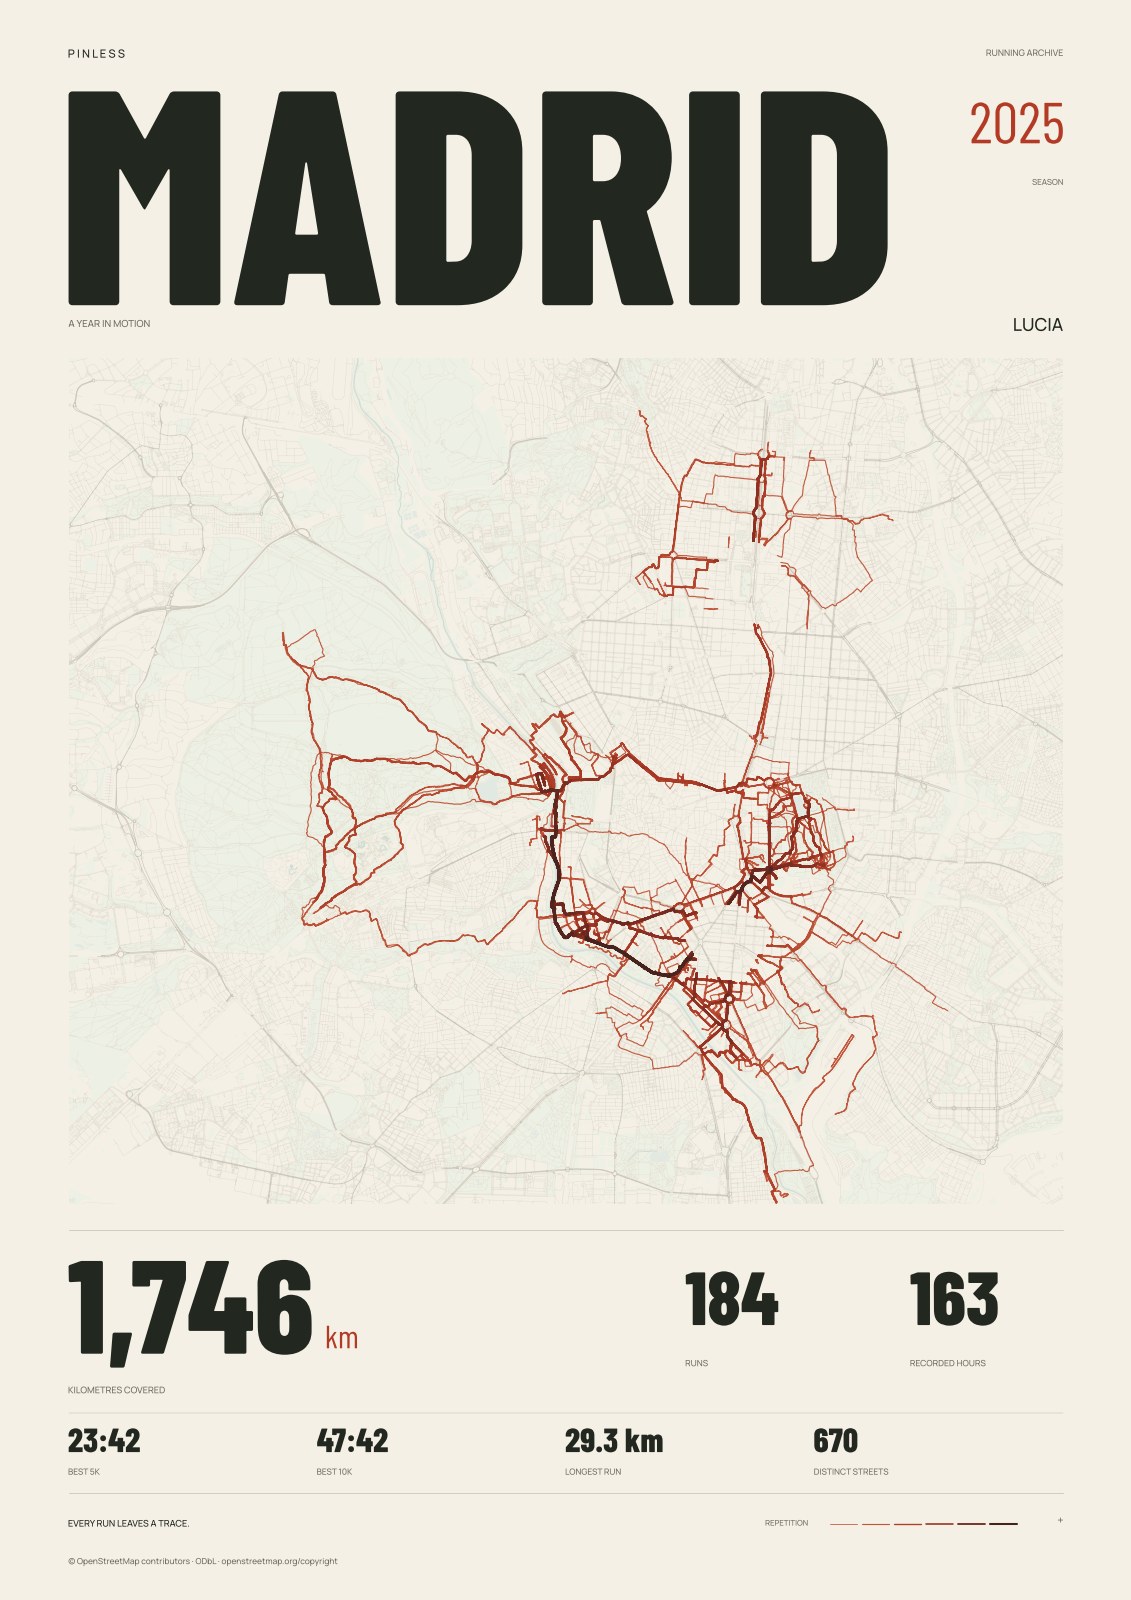 PINLESS
RUNNING ARCHIVE
MADRID
2025
SEASON
A YEAR IN MOTION
LUCIA
1,746 km
KILOMETRES COVERED
184
RUNS
163
RECORDED HOURS
23:42
BEST 5K
47:42
BEST 10K
29.3 km
LONGEST RUN
670
DISTINCT STREETS
EVERY RUN LEAVES A TRACE.
REPETITION
+
© OpenStreetMap contributors · ODbL · openstreetmap.org/copyright